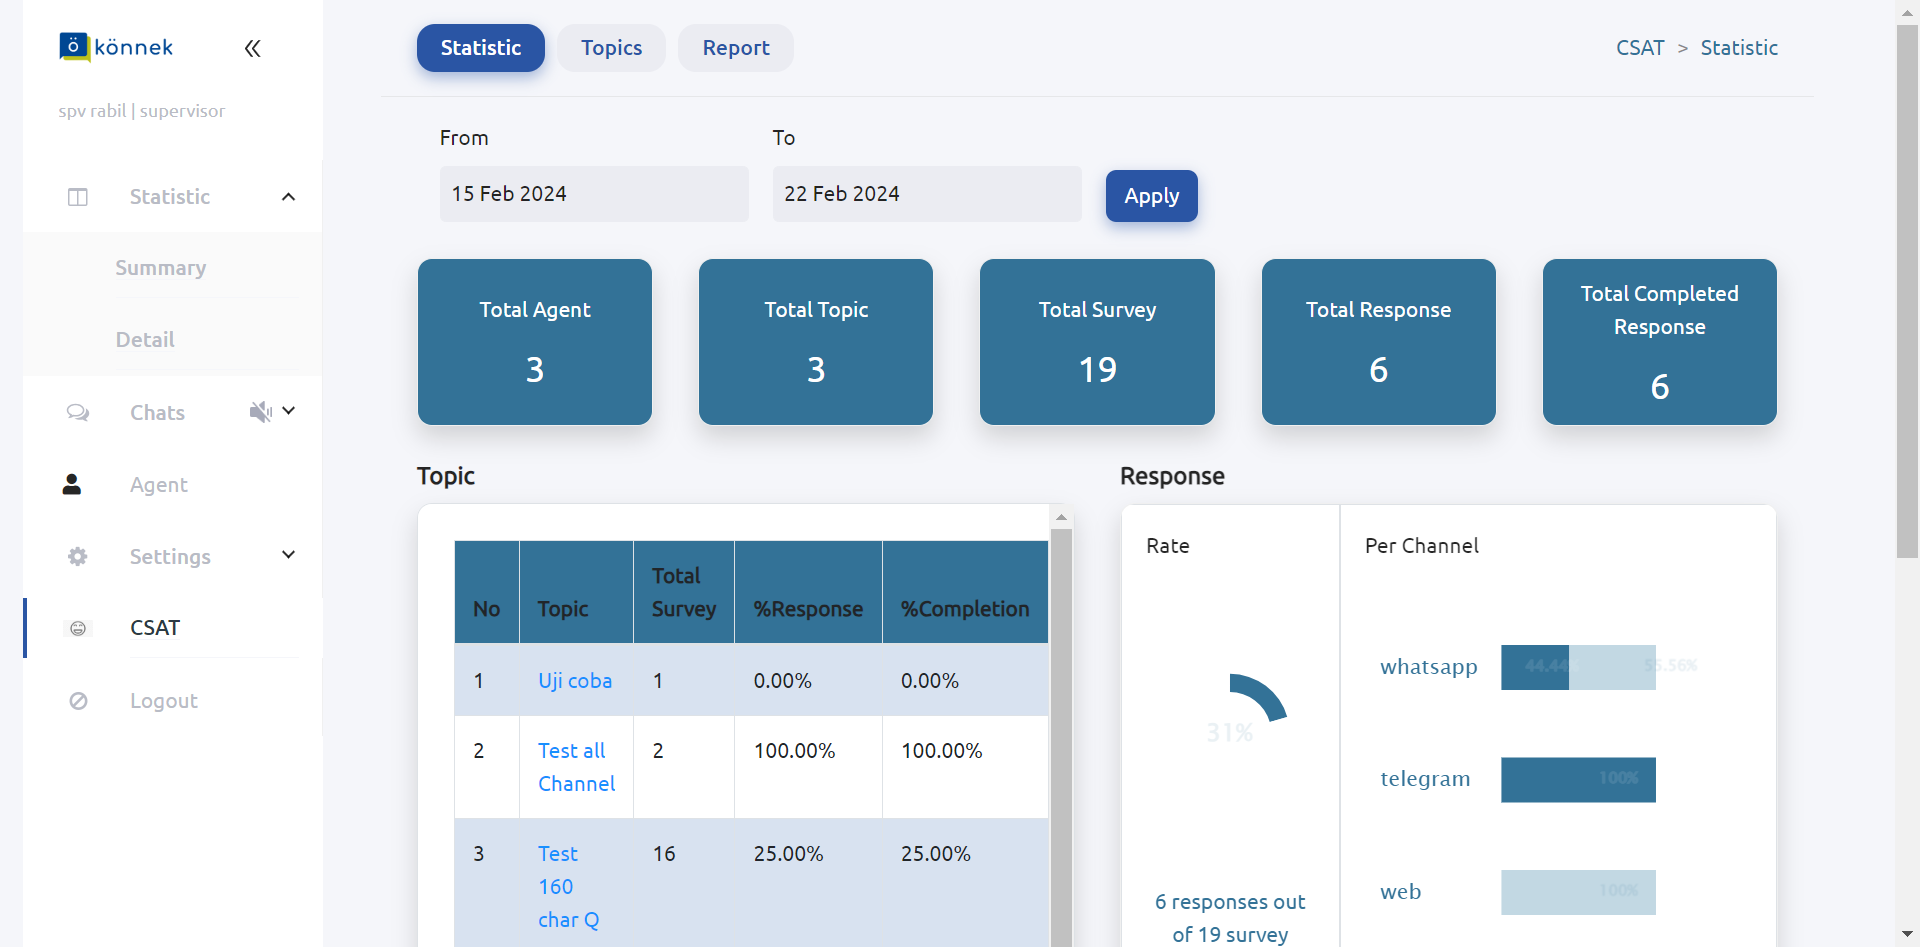 könnek
spv rabil | supervisor
Statistic
Summary
Detail
Chats
Agent
Settings
CSAT
Logout
Statistic
Topics
Report
CSAT > Statistic
From
To
15 Feb 2024
22 Feb 2024
Apply
Total Agent
3
Total Topic
3
Total Survey
19
Total Response
6
Total Completed
Response
6
Topic
No
Topic
Total
Survey
%Response
%Completion
1
Uji coba
1
0.00%
0.00%
2
Test all
Channel
2
100.00%
100.00%
3
Test
160
char Q
16
25.00%
25.00%
Response
Rate
31%
6 responses out
of 19 survey
Per Channel
whatsapp
44.44%
55.56%
telegram
100%
web
100%